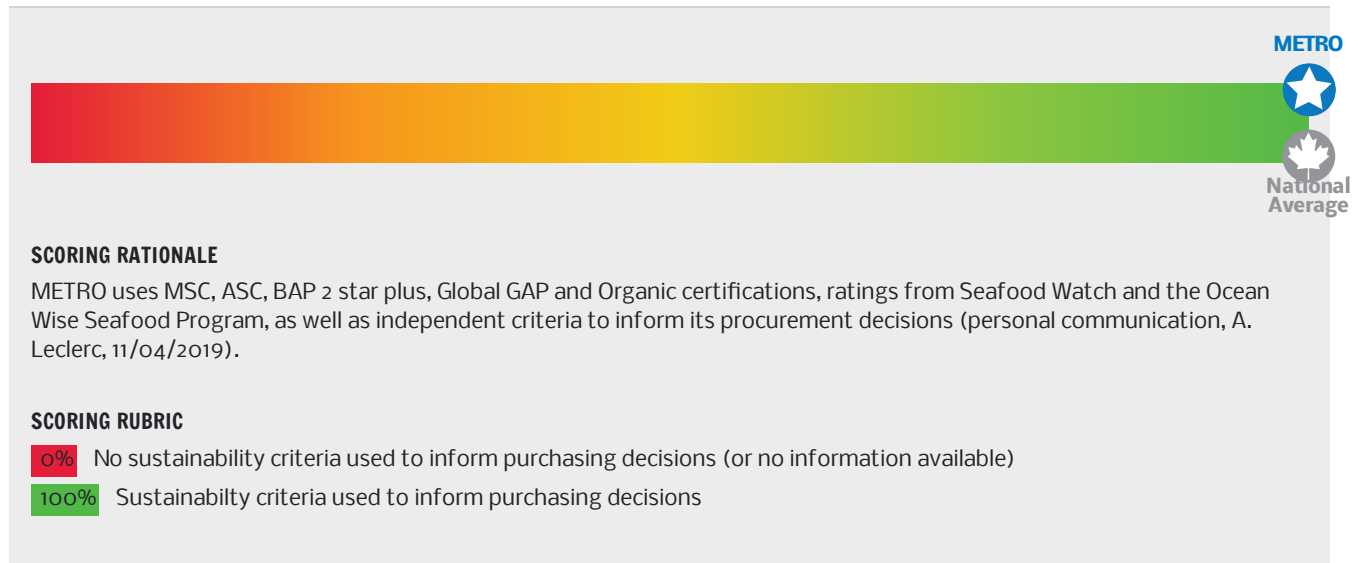 METRO
National
Average
SCORING RATIONALE
METRO uses MSC, ASC, BAP 2 star plus, Global GAP and Organic certifications, ratings from Seafood Watch and the Ocean
Wise Seafood Program, as well as independent criteria to inform its procurement decisions (personal communication, A.
Leclerc, 11/04/2019).
SCORING RUBRIC
0% No sustainability criteria used to inform purchasing decisions (or no information available)
100% Sustainabilty criteria used to inform purchasing decisions